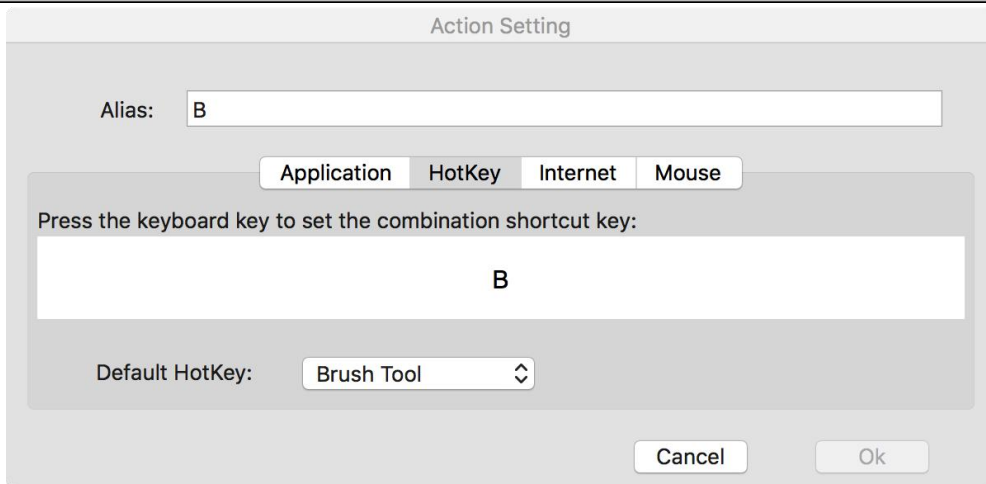 Action Setting
Alias: B
Application HotKey Internet Mouse
Press the keyboard key to set the combination shortcut key:
B
Default HotKey: Brush Tool
Cancel Ok